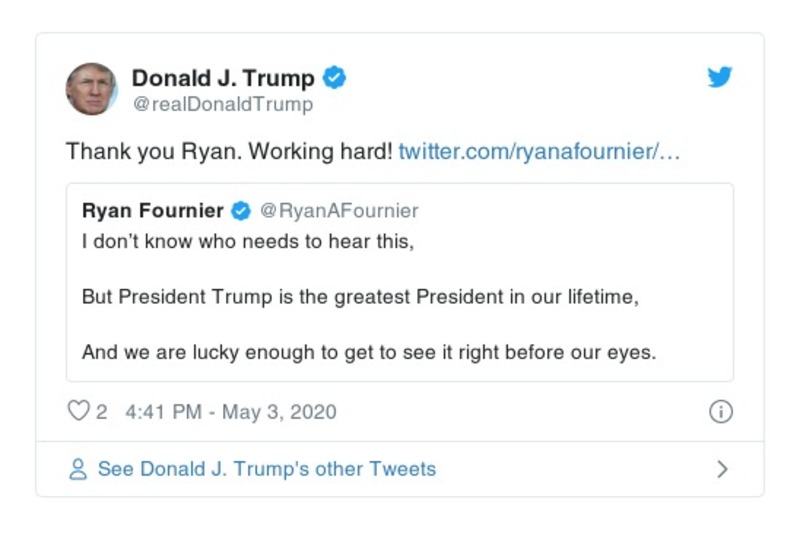 Donald J. Trump
@realDonaldTrump
Thank you Ryan. Working hard! twitter.com/ryanafournier/…
Ryan Fournier @RyanAFournier
I don't know who needs to hear this,
But President Trump is the greatest President in our lifetime,
And we are lucky enough to get to see it right before our eyes.
2 4:41 PM - May 3, 2020
See Donald J. Trump's other Tweets